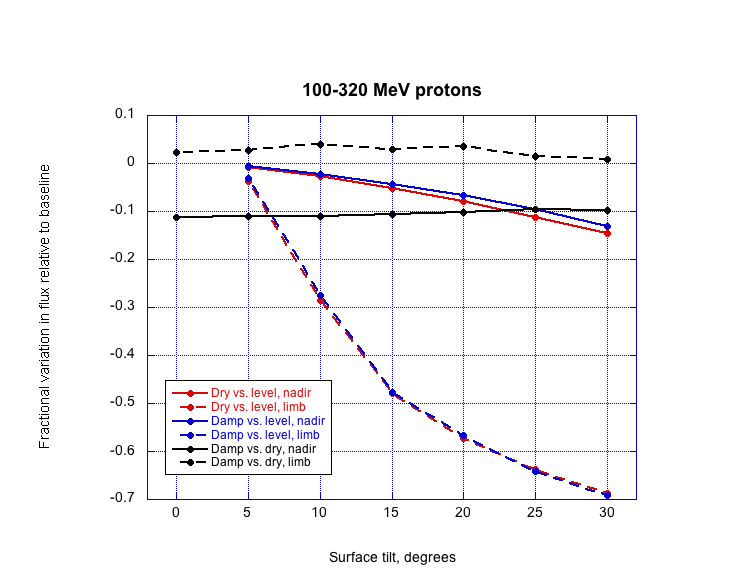 100-320 MeV protons
Fractional variation in flux relative to baseline
0.1
0
-0.1
-0.2
-0.3
-0.4
-0.5
-0.6
-0.7
Dry vs. level, nadir
Dry vs. level, limb
Damp vs. level, nadir
Damp vs. level, limb
Damp vs. dry, nadir
Damp vs. dry, limb
0 5 10 15 20 25 30
Surface tilt, degrees